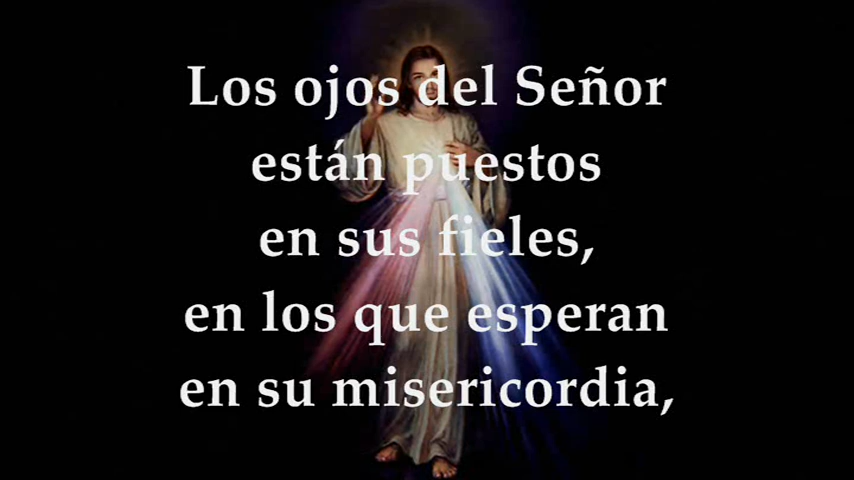 Los ojos del Señor
están puestos
en sus fieles,
en los que esperan
en su misericordia,